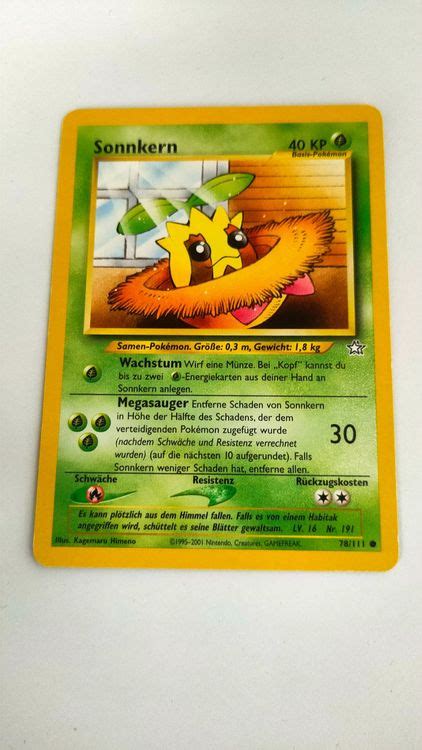 Sonnkern
40 KP
Basis-Pokémon
Samen-Pokémon. Größe: 0,3 m, Gewicht: 1,8 kg
Wachstum Wirf eine Münze. Bei „Kopf" kannst du
bis zu zwei -Energiekarten aus deiner Hand an
Sonnkern anlegen.
Megasauger Entferne Schaden von Sonnkern
in Höhe der Hälfte des Schadens, der dem
verteidigenden Pokémon zugefügt wurde
(nachdem Schwäche und Resistenz verrechnet
wurden) (auf die nächsten 10 aufgerundet). Falls
Sonnkern weniger Schaden hat, entferne allen.
30
Schwäche Resistenz Rückzugskosten
Es kann plötzlich aus dem Himmel fallen. Falls es von einem Habitak
angegriffen wird, schüttelt es seine Blätter gewaltsam. LV. 16 Nr. 191
Illus. Kagemaru Himeno ©1995-2001 Nintendo, Creatures, GAMEFREAK. 78/111